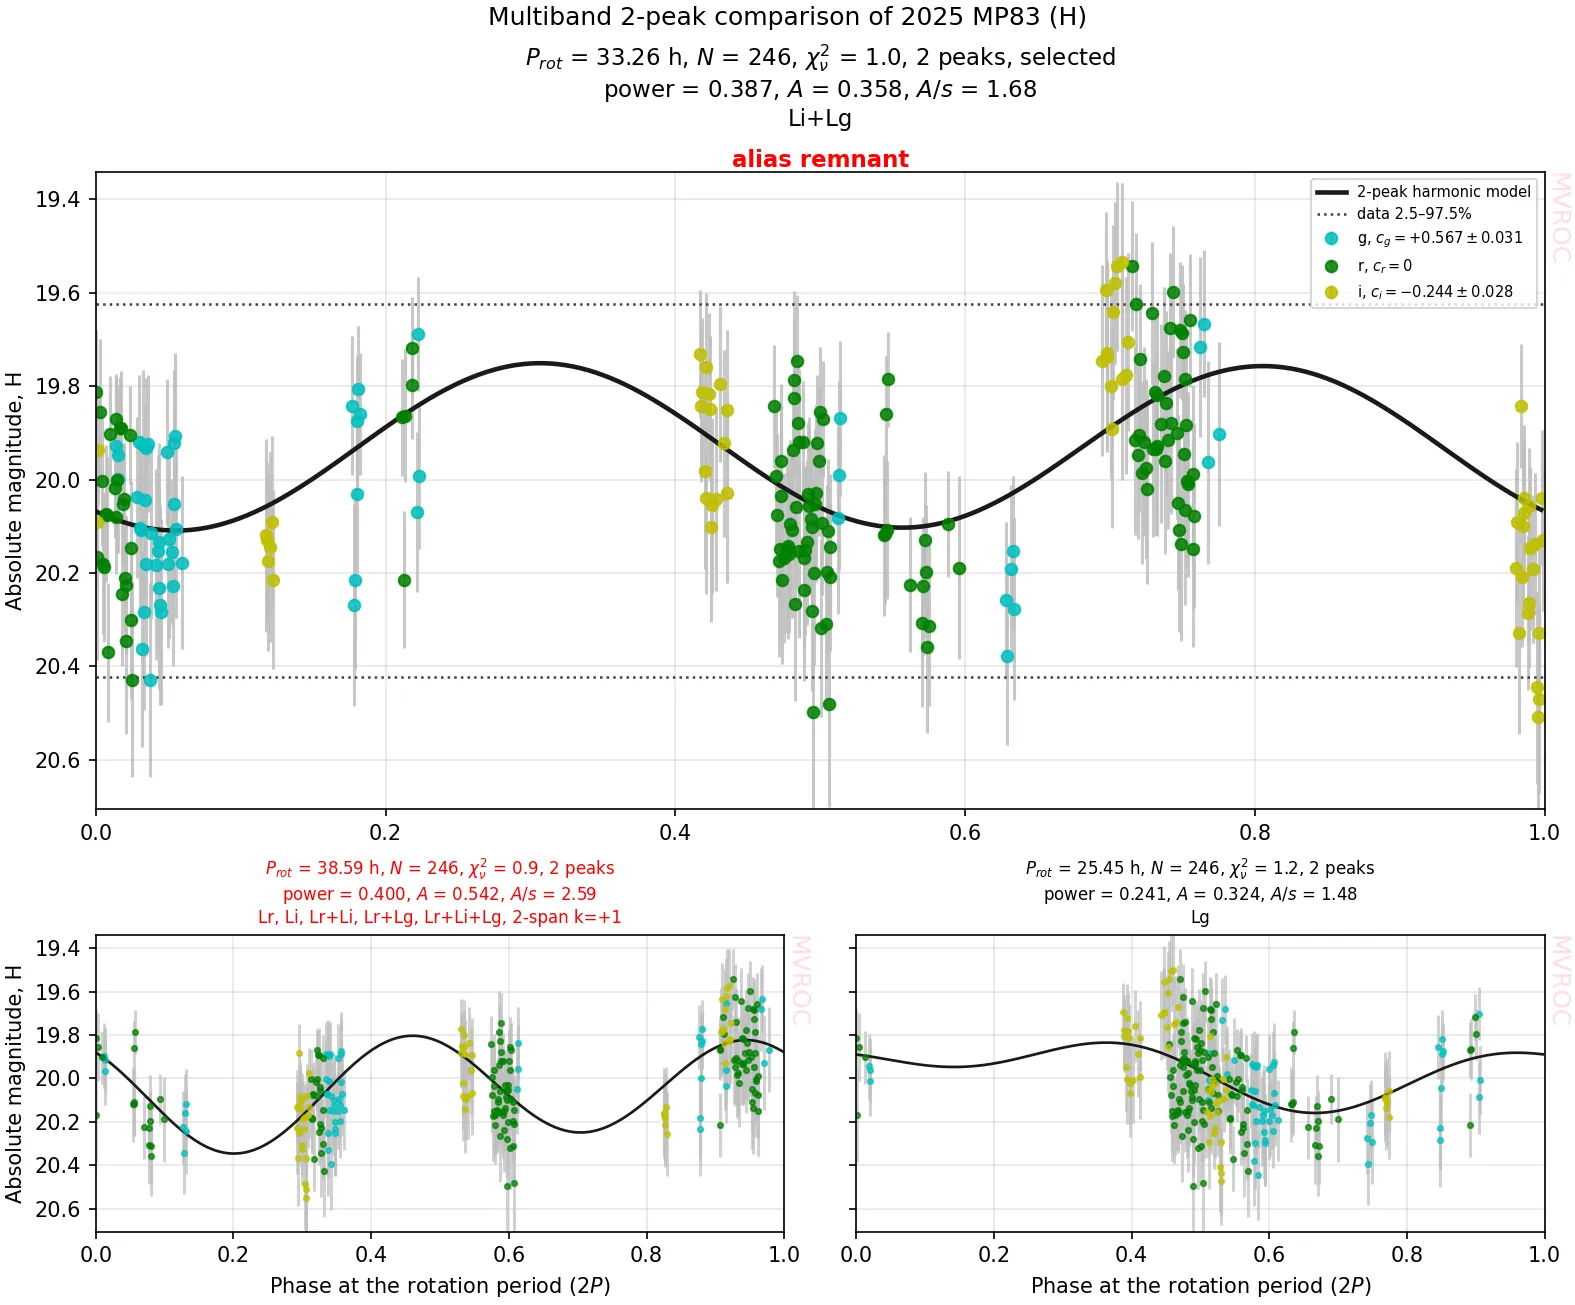 Multiband 2-peak comparison of 2025 MP83 (H)
P_rot = 33.26 h, N = 246, χ²_ν = 1.0, 2 peaks, selected
power = 0.387, A = 0.358, A/s = 1.68
Li+Lg
alias remnant
2-peak harmonic model
data 2.5–97.5%
g, c_g = +0.567 ± 0.031
r, c_r = 0
i, c_i = −0.244 ± 0.028
MVROC
Absolute magnitude, H
19.4
19.6
19.8
20.0
20.2
20.4
20.6
0.0 0.2 0.4 0.6 0.8 1.0
P_rot = 38.59 h, N = 246, χ²_ν = 0.9, 2 peaks
power = 0.400, A = 0.542, A/s = 2.59
Lr, Li, Lr+Li, Lr+Lg, Lr+Li+Lg, 2-span k=+1
MVROC
Absolute magnitude, H
19.4
19.6
19.8
20.0
20.2
20.4
20.6
0.0 0.2 0.4 0.6 0.8 1.0
Phase at the rotation period (2P)
P_rot = 25.45 h, N = 246, χ²_ν = 1.2, 2 peaks
power = 0.241, A = 0.324, A/s = 1.48
Lg
MVROC
0.0 0.2 0.4 0.6 0.8 1.0
Phase at the rotation period (2P)